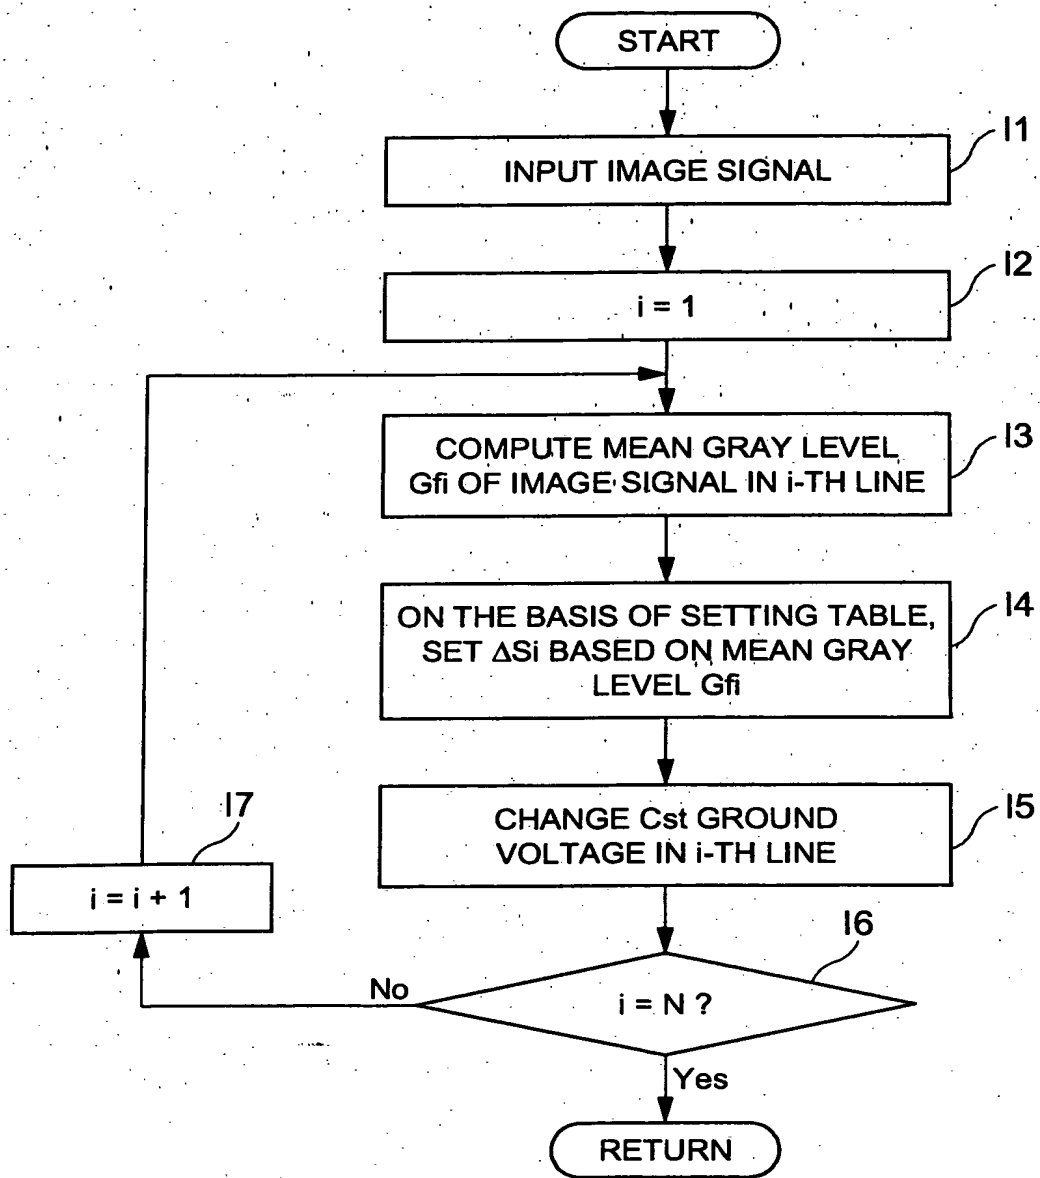 START
I1
INPUT IMAGE SIGNAL
I2
i = 1
I3
COMPUTE MEAN GRAY LEVEL
Gfi OF IMAGE SIGNAL IN i-TH LINE
I4
ON THE BASIS OF SETTING TABLE,
SET ΔSi BASED ON MEAN GRAY
LEVEL Gfi
I5
CHANGE Cst GROUND
VOLTAGE IN i-TH LINE
I7
i = i + 1
I6
No
i = N ?
Yes
RETURN